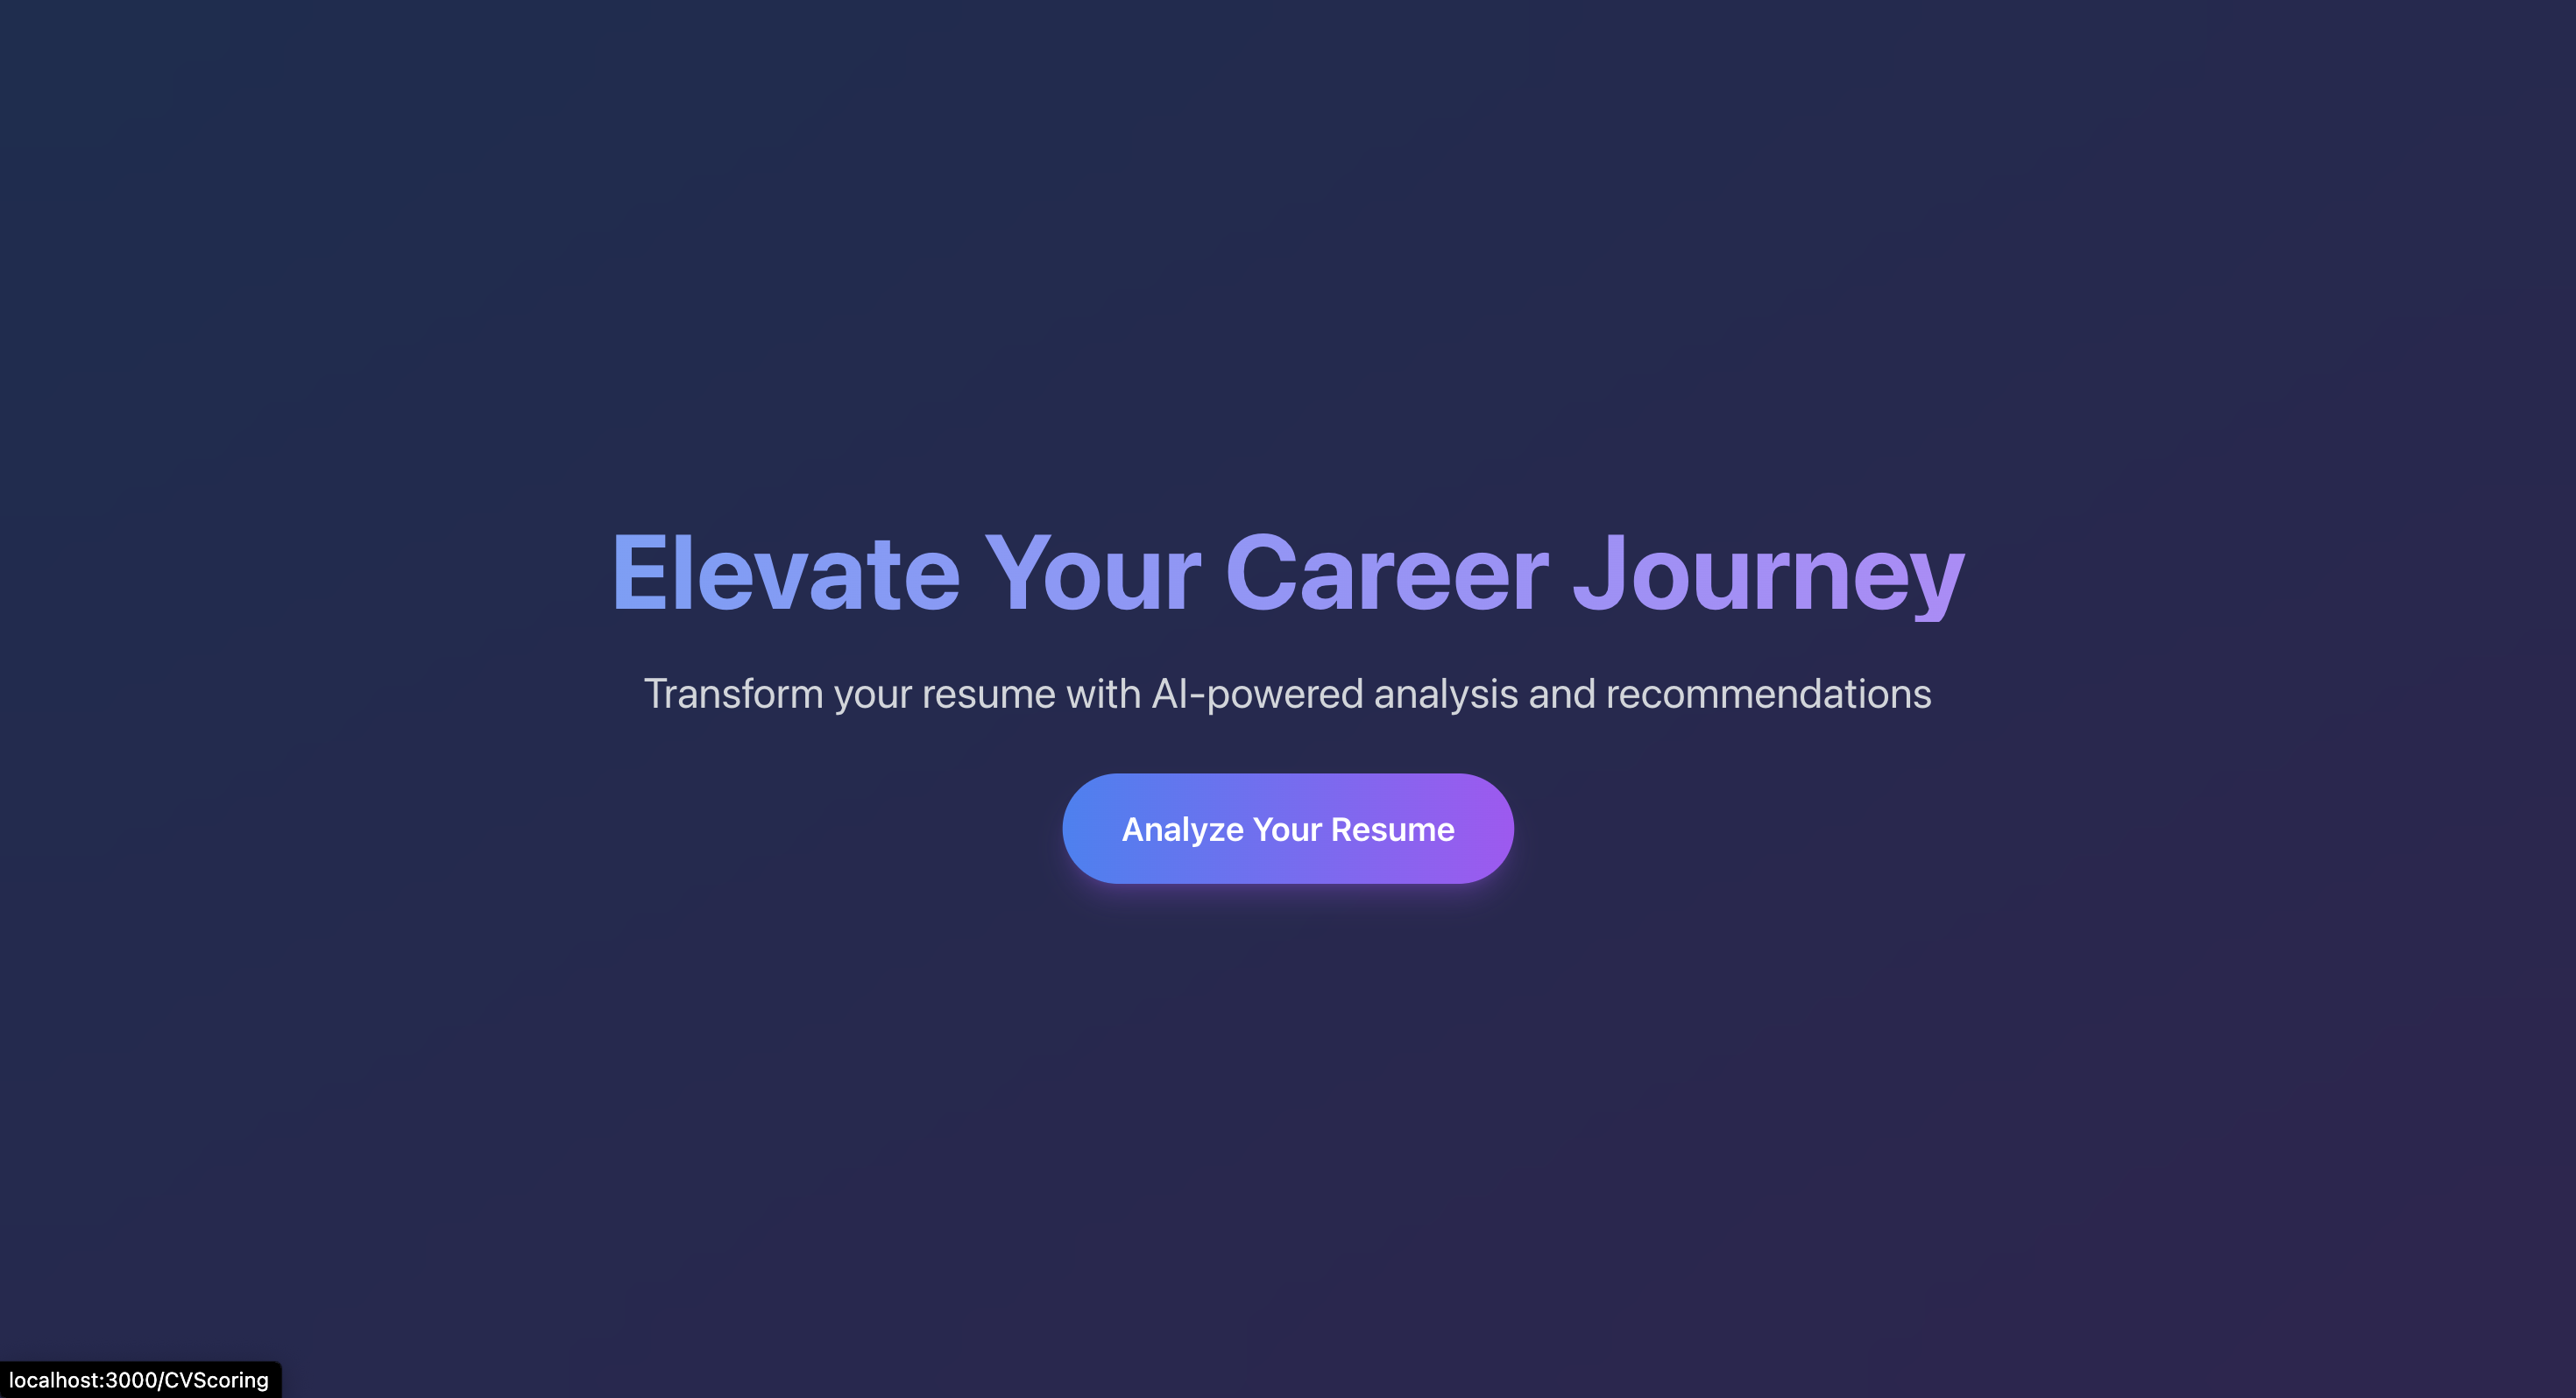 Elevate Your Career Journey
Transform your resume with AI-powered analysis and recommendations
Analyze Your Resume
localhost:3000/CVScoring